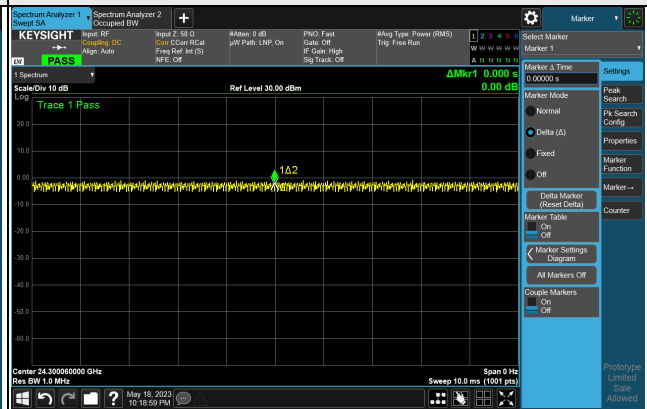 Spectrum Analyzer 1
Swept SA
Spectrum Analyzer 2
Occupied BW
Marker
KEYSIGHT
Input: RF
Coupling: DC
Align: Auto
Input Z: 50 Ω
Corr CCorr RCal
Freq Ref: Int (S)
NFE: Off
#Atten: 0 dB
µW Path: LNP, On
PNO: Fast
Gate: Off
IF Gain: High
Sig Track: Off
#Avg Type: Power (RMS)
Trig: Free Run
1 2 3 4 5 6
W W W W W W
A N N N N N
LXI
PASS
Select Marker
Marker 1
1 Spectrum
ΔMkr1 0.000 s
0.00 dB
Scale/Div 10 dB
Ref Level 30.00 dBm
Log
Trace 1 Pass
20.0
10.0
0.00
-10.0
-20.0
-30.0
-40.0
-50.0
-60.0
1Δ2
Marker Δ Time
0.00000 s
Marker Mode
Normal
Delta (Δ)
Fixed
Off
Delta Marker
(Reset Delta)
Marker Table
On
Off
Marker Settings
Diagram
All Markers Off
Couple Markers
On
Off
Settings
Peak
Search
Pk Search
Config
Properties
Marker
Function
Marker→
Counter
Prototype
Limited
Sale
Allowed
Center 24.300060000 GHz
Res BW 1.0 MHz
Span 0 Hz
Sweep 10.0 ms (1001 pts)
May 18, 2023
10:18:59 PM